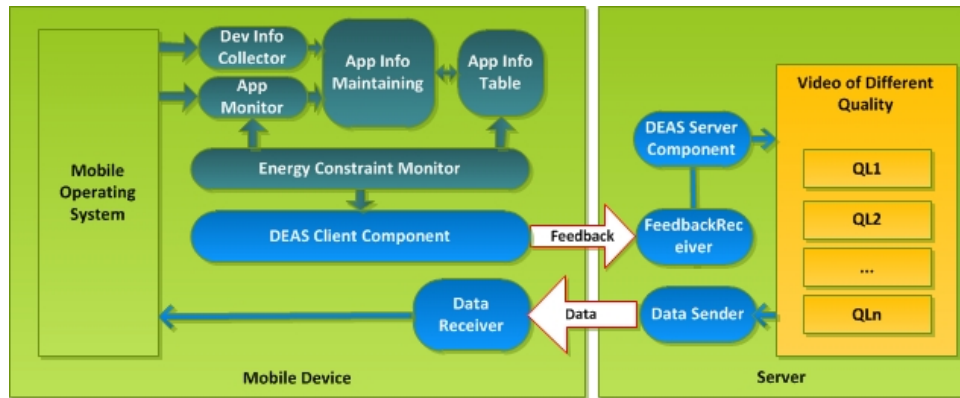 Dev Info
Collector
App Info
Maintaining
App Info
Table
App
Monitor
Video of Different
Quality
DEAS Server
Component
Mobile
Operating
System
Energy Constraint Monitor
QL1
DEAS Client Component
Feedback
FeedbackRec
eiver
QL2
...
Data
Receiver
Data
Data Sender
QLn
Mobile Device
Server